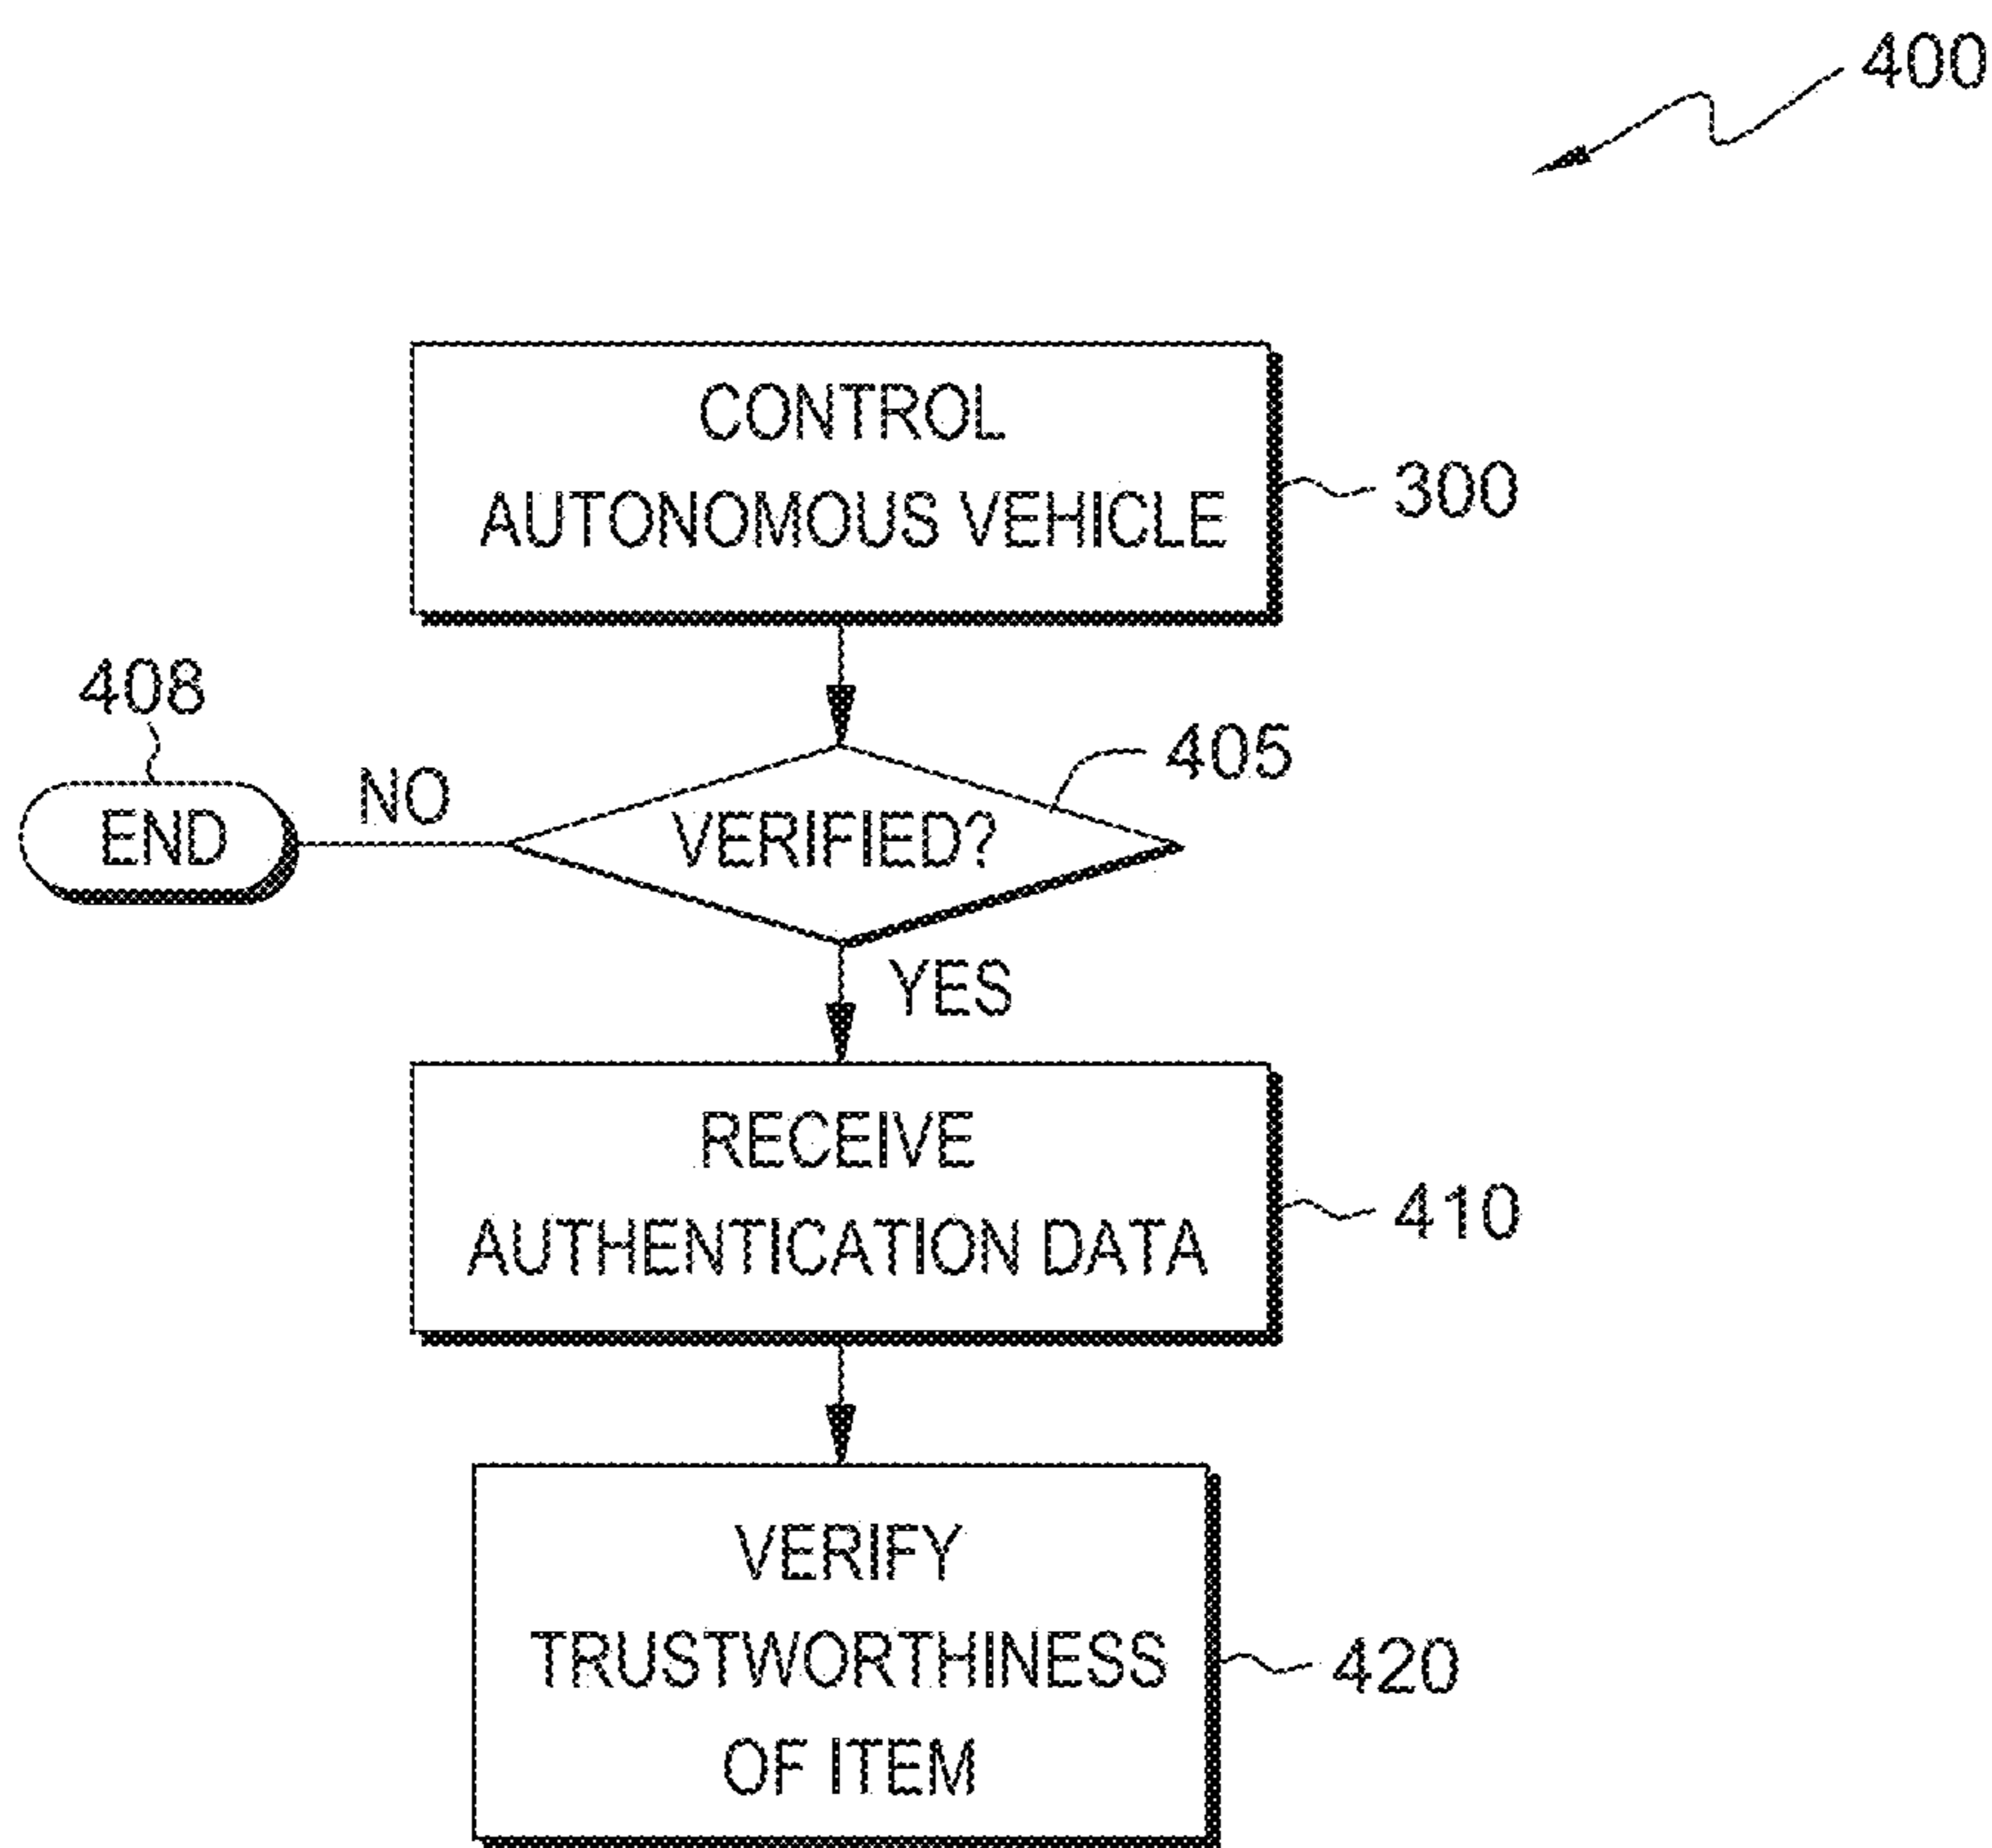 400
CONTROL
AUTONOMOUS VEHICLE
300
408
END
NO
VERIFIED?
405
YES
RECEIVE
AUTHENTICATION DATA
410
VERIFY
TRUSTWORTHINESS
OF ITEM
420